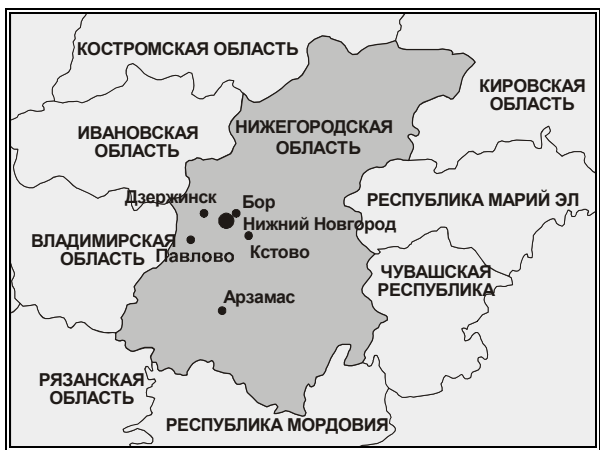 КОСТРОМСКАЯ ОБЛАСТЬ
КИРОВСКАЯ
ОБЛАСТЬ
ИВАНОВСКАЯ
ОБЛАСТЬ
НИЖЕГОРОДСКАЯ
ОБЛАСТЬ
Дзержинск
Бор
РЕСПУБЛИКА МАРИЙ ЭЛ
Нижний Новгород
ВЛАДИМИРСКАЯ
ОБЛАСТЬ
Павлово
Кстово
ЧУВАШСКАЯ
РЕСПУБЛИКА
Арзамас
РЯЗАНСКАЯ
ОБЛАСТЬ
РЕСПУБЛИКА МОРДОВИЯ